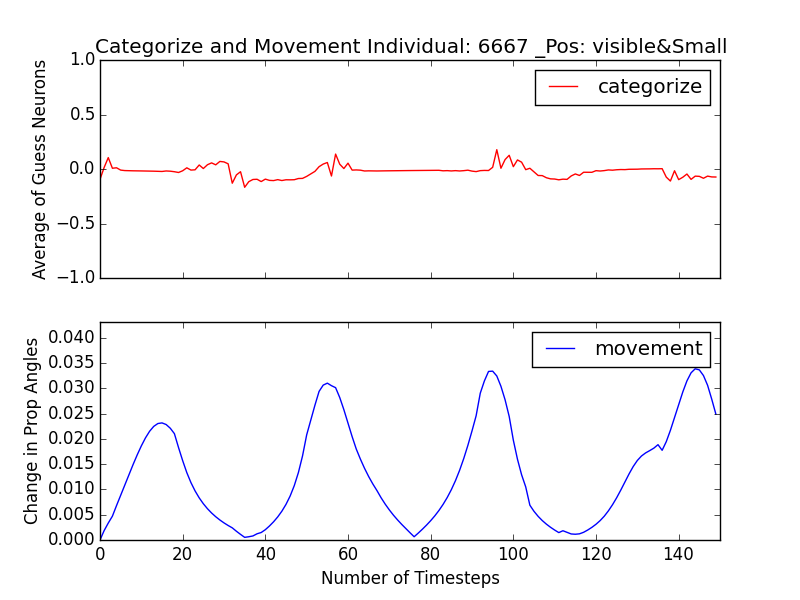 Categorize and Movement Individual: 6667 _Pos: visible&Small
1.0
0.5
0.0
−0.5
−1.0
Average of Guess Neurons
categorize
0.040
0.035
0.030
0.025
0.020
0.015
0.010
0.005
0.000
Change in Prop Angles
movement
0 20 40 60 80 100 120 140
Number of Timesteps